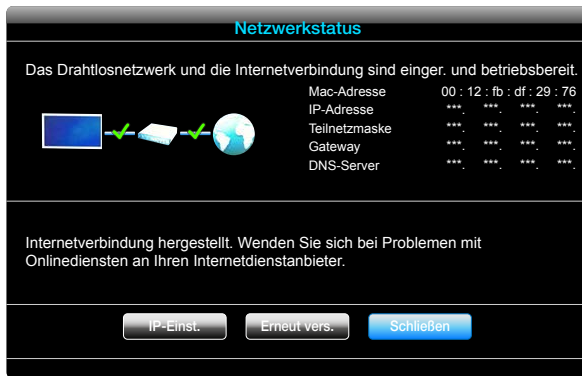 Netzwerkstatus
Das Drahtlosnetzwerk und die Internetverbindung sind einger. und betriebsbereit.
Mac-Adresse 00 : 12 : fb : df : 29 : 76
IP-Adresse ***. ***. ***. ***.
Teilnetzmaske ***. ***. ***. ***.
Gateway ***. ***. ***. ***.
DNS-Server ***. ***. ***. ***.
Internetverbindung hergestellt. Wenden Sie sich bei Problemen mit
Onlinediensten an Ihren Internetdienstanbieter.
IP-Einst. Erneut vers. Schließen